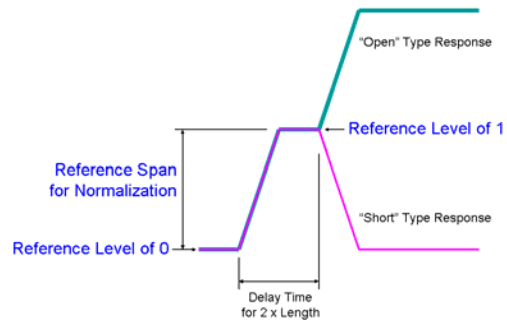 “Open” Type Response
Reference Level of 1
Reference Span
for Normalization
“Short” Type Response
Reference Level of 0
Delay Time
for 2 x Length